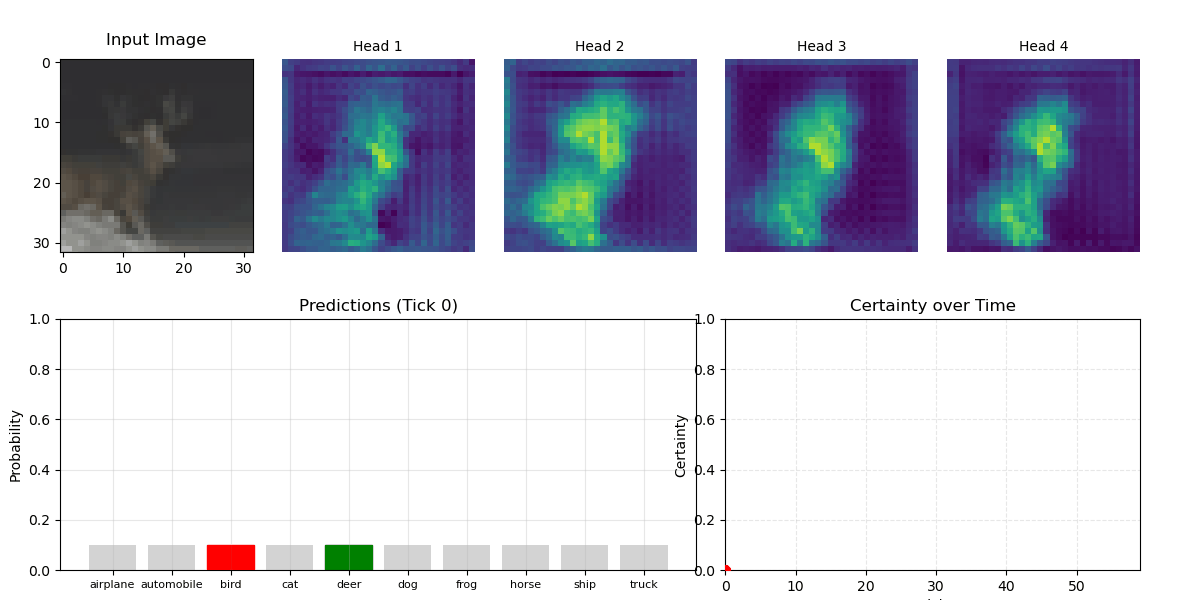 Input Image
Head 1
Head 2
Head 3
Head 4
0
10
20
30
0 10 20 30
Predictions (Tick 0)
Certainty over Time
Probability
1.0
0.8
0.6
0.4
0.2
0.0
airplane automobile bird cat deer dog frog horse ship truck
Certainty
1.0
0.8
0.6
0.4
0.2
0.0
0 10 20 30 40 50